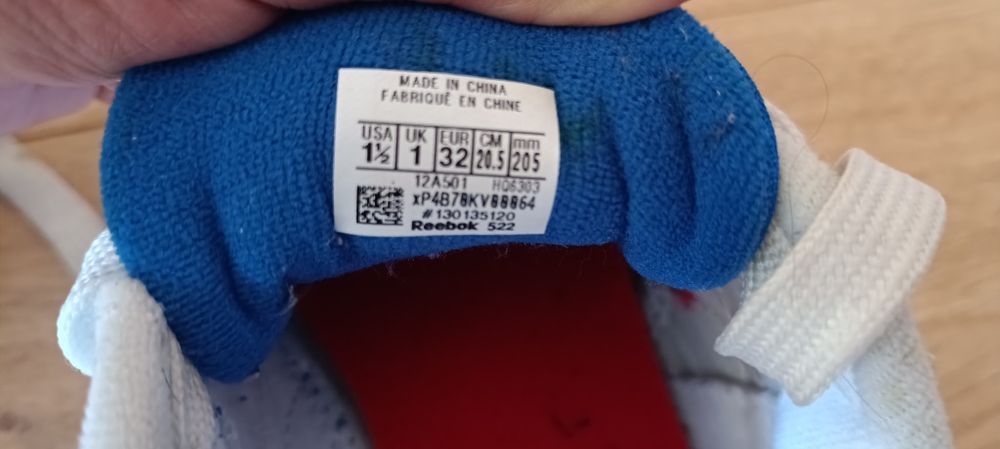 MADE IN CHINA
FABRIQUÉ EN CHINE
USA UK EUR CM mm
1½ 1 32 20.5 205
12A501 HQ6303
#130135120
Reebok 522